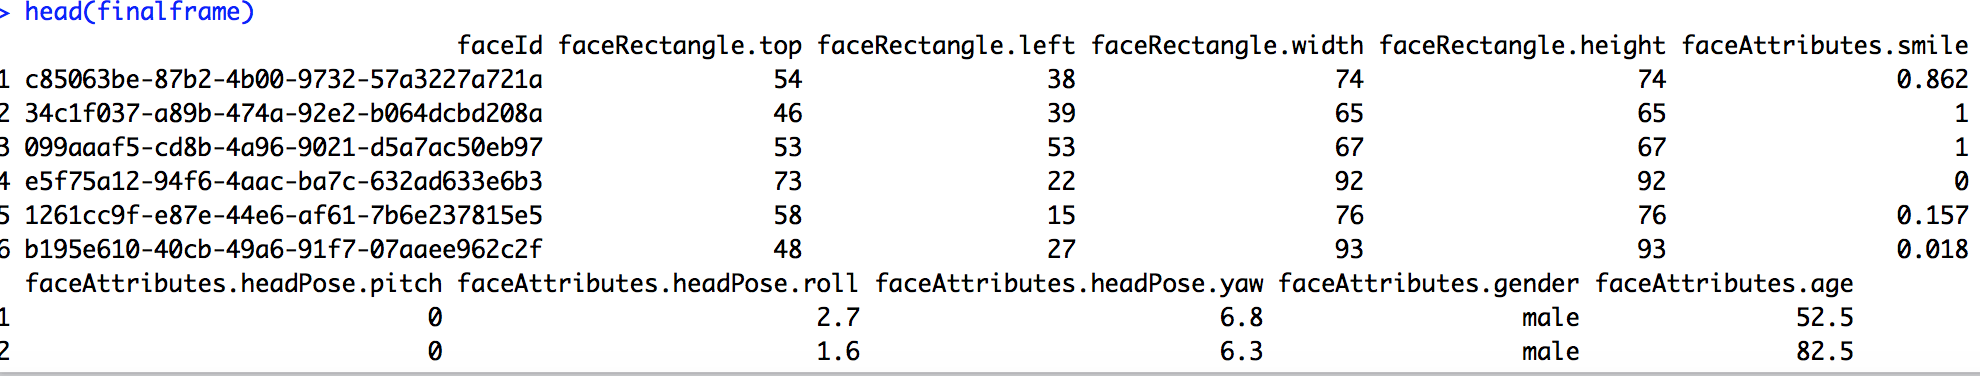 > head(finalframe)
faceId faceRectangle.top faceRectangle.left faceRectangle.width faceRectangle.height faceAttributes.smile
1 c85063be-87b2-4b00-9732-57a3227a721a 54 38 74 74 0.862
2 34c1f037-a89b-474a-92e2-b064dcbd208a 46 39 65 65 1
3 099aaaf5-cd8b-4a96-9021-d5a7ac50eb97 53 53 67 67 1
4 e5f75a12-94f6-4aac-ba7c-632ad633e6b3 73 22 92 92 0
5 1261cc9f-e87e-44e6-af61-7b6e237815e5 58 15 76 76 0.157
6 b195e610-40cb-49a6-91f7-07aaee962c2f 48 27 93 93 0.018
faceAttributes.headPose.pitch faceAttributes.headPose.roll faceAttributes.headPose.yaw faceAttributes.gender faceAttributes.age
1 0 2.7 6.8 male 52.5
2 0 1.6 6.3 male 82.5